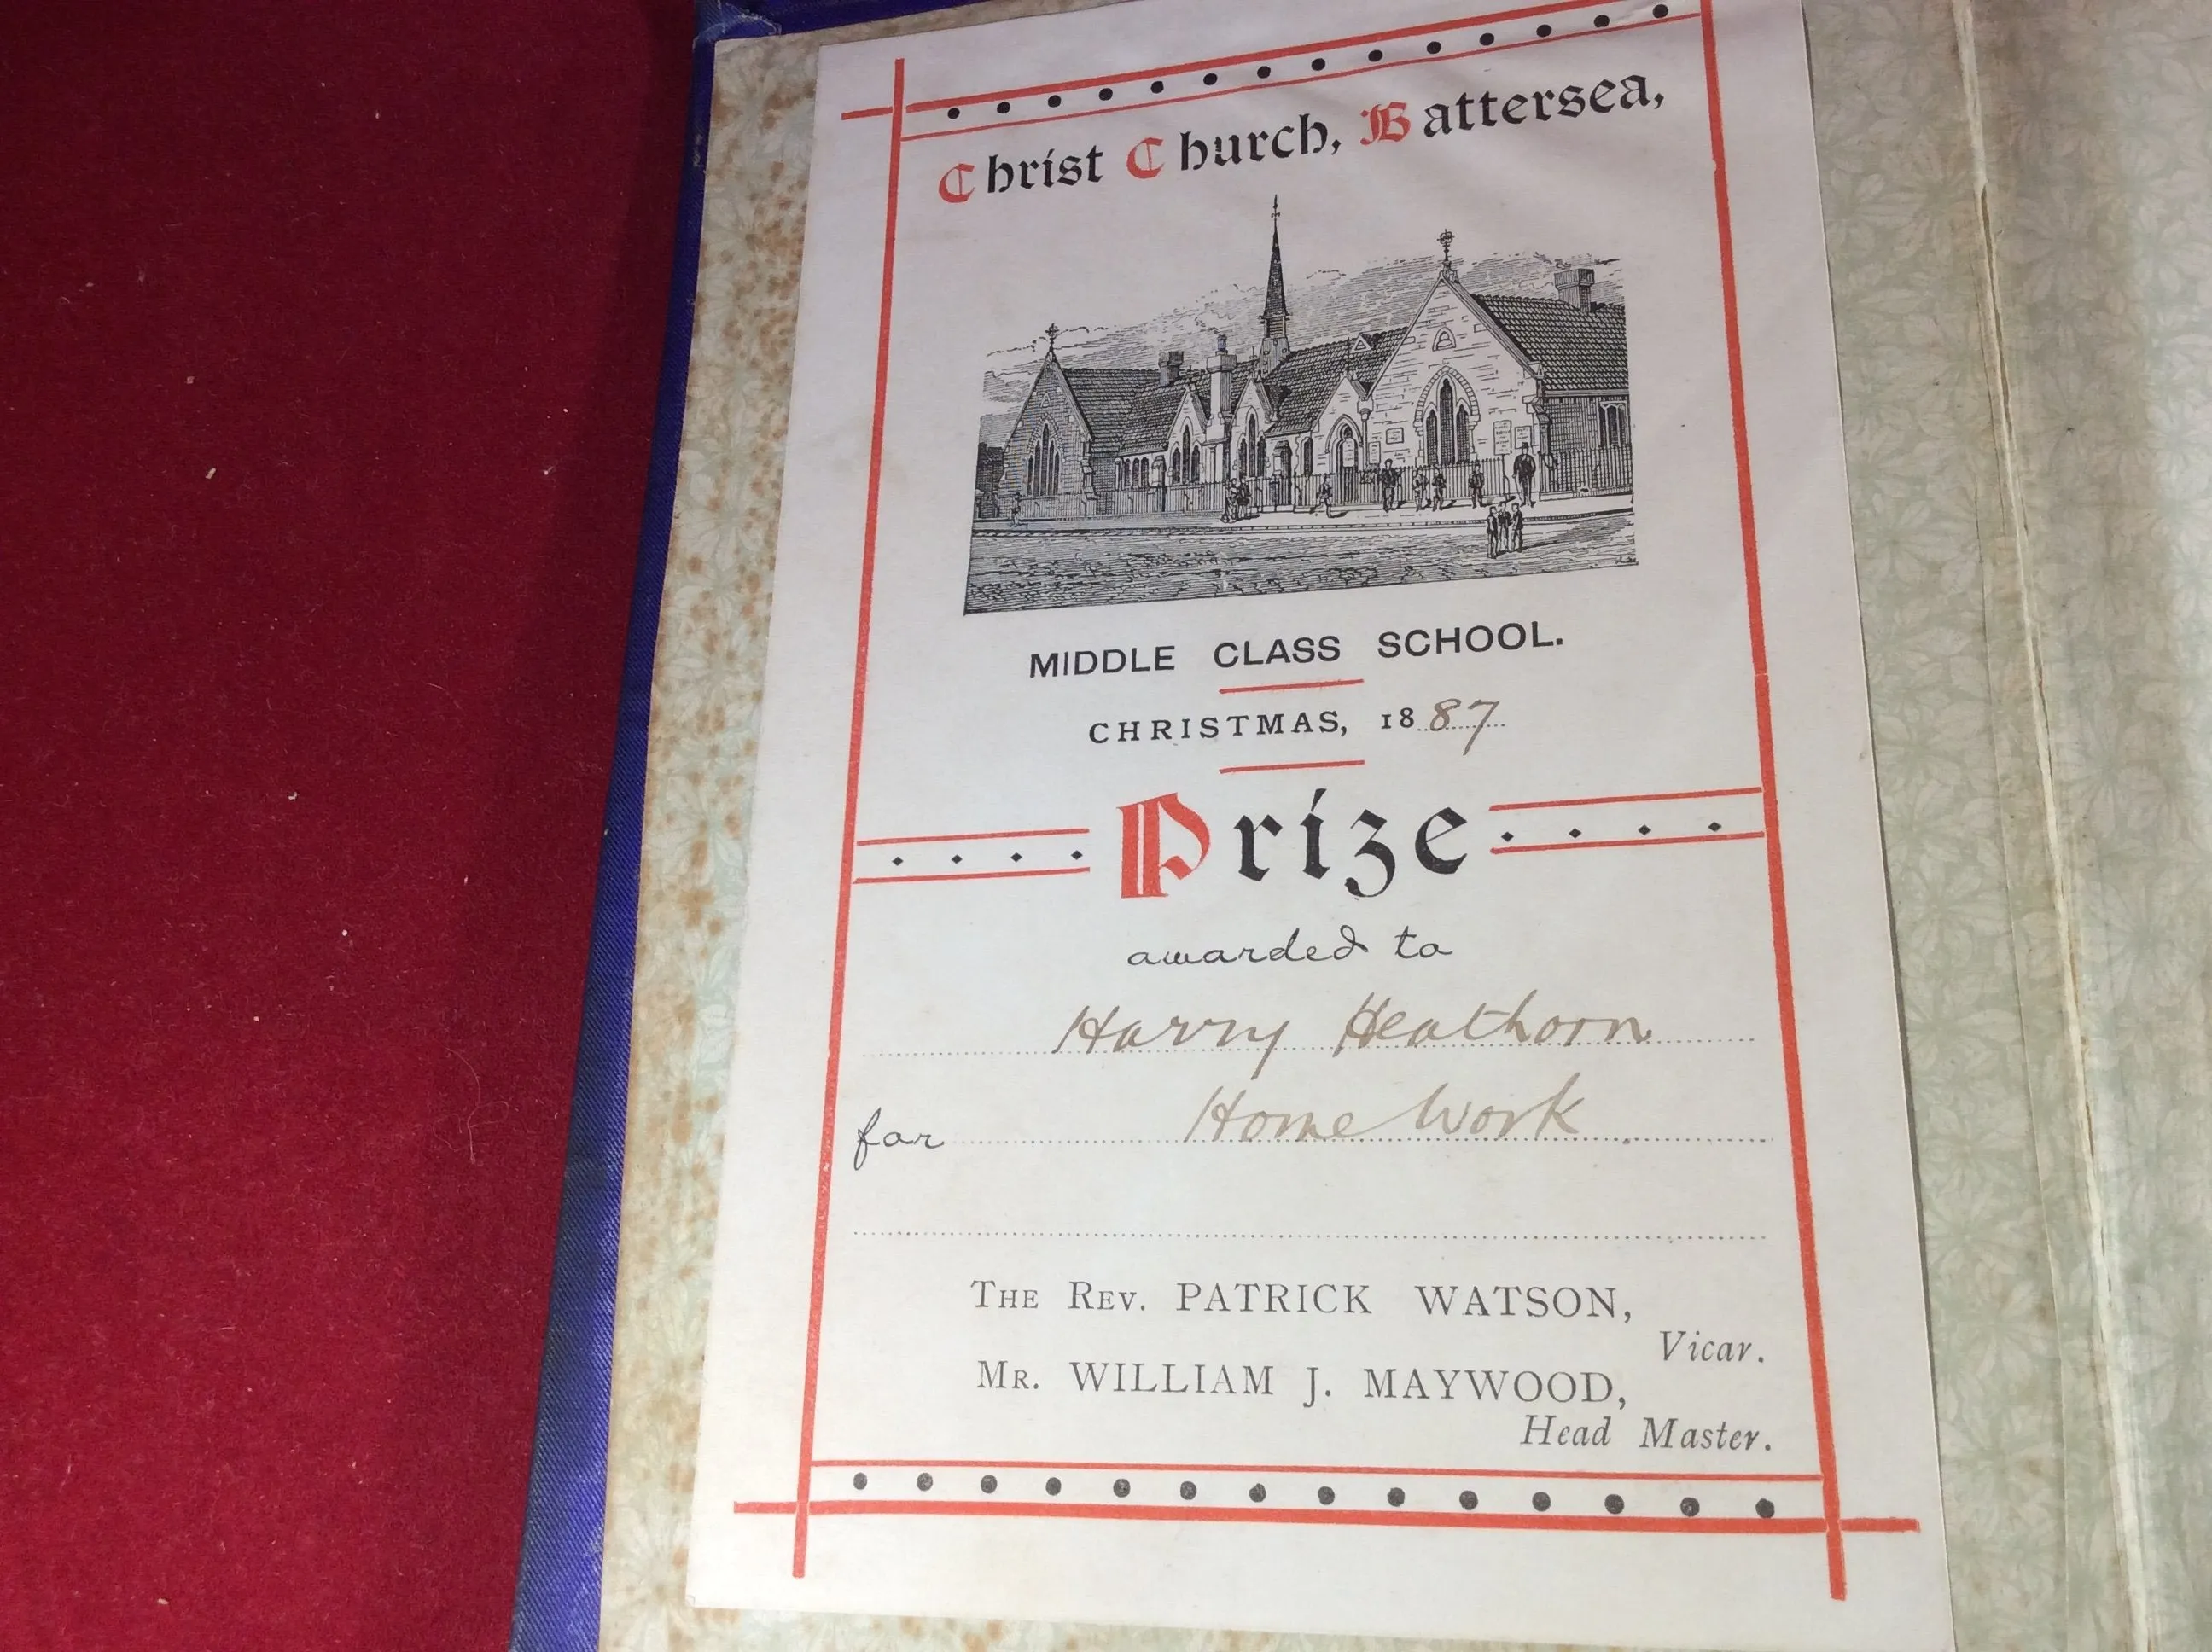 Christ Church, Battersea,
MIDDLE CLASS SCHOOL.
CHRISTMAS, 1887
Prize
awarded to
Harry Heathorn
for Home Work
THE REV. PATRICK WATSON,
Vicar.
MR. WILLIAM J. MAYWOOD,
Head Master.